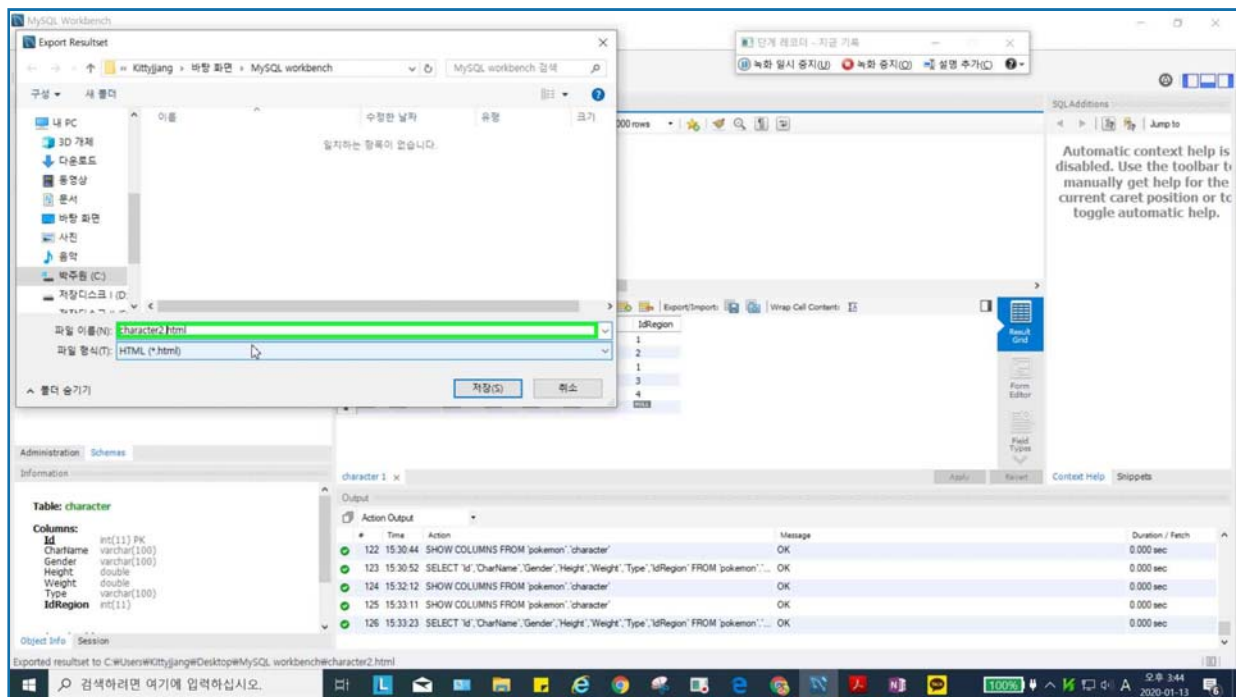 MySQL Workbench
Export Resultset
« Kittyjjang › 바탕 화면 › MySQL workbench
MySQL workbench 검색
구성
새 폴더
내 PC
3D 개체
다운로드
동영상
문서
바탕 화면
사진
음악
박주원 (C:)
저장디스크 I (D:
이름
수정한 날짜
유형
크기
일치하는 항목이 없습니다.
파일 이름(N): character2.html
파일 형식(T): HTML (*.html)
폴더 숨기기
저장(S)
취소
단계 레코더 - 지금 기록
녹화 일시 중지(U)
녹화 중지(O)
설명 추가(C)
000 rows
SQLAdditions
Jump to
Automatic context help is
disabled. Use the toolbar to
manually get help for the
current caret position or to
toggle automatic help.
Export/Import:
Wrap Cell Content:
IdRegion
1
2
1
3
4
NULL
Result
Grid
Form
Editor
Field
Types
Administration Schemas
Information
Table: character
Columns:
Id int(11) PK
CharName varchar(100)
Gender varchar(100)
Height double
Weight double
Type varchar(100)
IdRegion int(11)
Object Info Session
character 1
Apply
Revert
Context Help Snippets
Output
Action Output
# Time Action Message Duration / Fetch
122 15:30:44 SHOW COLUMNS FROM `pokemon`.`character` OK 0.000 sec
123 15:30:52 SELECT `Id`,`CharName`,`Gender`,`Height`,`Weight`,`Type`,`IdRegion` FROM `pokemon`.`... OK 0.000 sec
124 15:32:12 SHOW COLUMNS FROM `pokemon`.`character` OK 0.000 sec
125 15:33:11 SHOW COLUMNS FROM `pokemon`.`character` OK 0.000 sec
126 15:33:23 SELECT `Id`,`CharName`,`Gender`,`Height`,`Weight`,`Type`,`IdRegion` FROM `pokemon`.`... OK 0.000 sec
Exported resultset to C:₩Users₩Kittyjjang₩Desktop₩MySQL workbench₩character2.html
검색하려면 여기에 입력하십시오.
100%
A
오후 3:44
2020-01-13